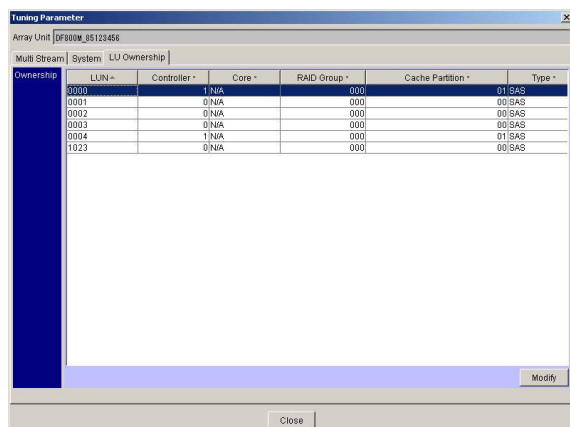 Tuning Parameter
Array Unit DF800M_85123456
Multi Stream System LU Ownership
Ownership
LUN Controller Core RAID Group Cache Partition Type
0000 1 N/A 000 01 SAS
0001 0 N/A 000 00 SAS
0002 0 N/A 000 00 SAS
0003 0 N/A 000 00 SAS
0004 1 N/A 000 01 SAS
1023 0 N/A 000 00 SAS
Modify
Close